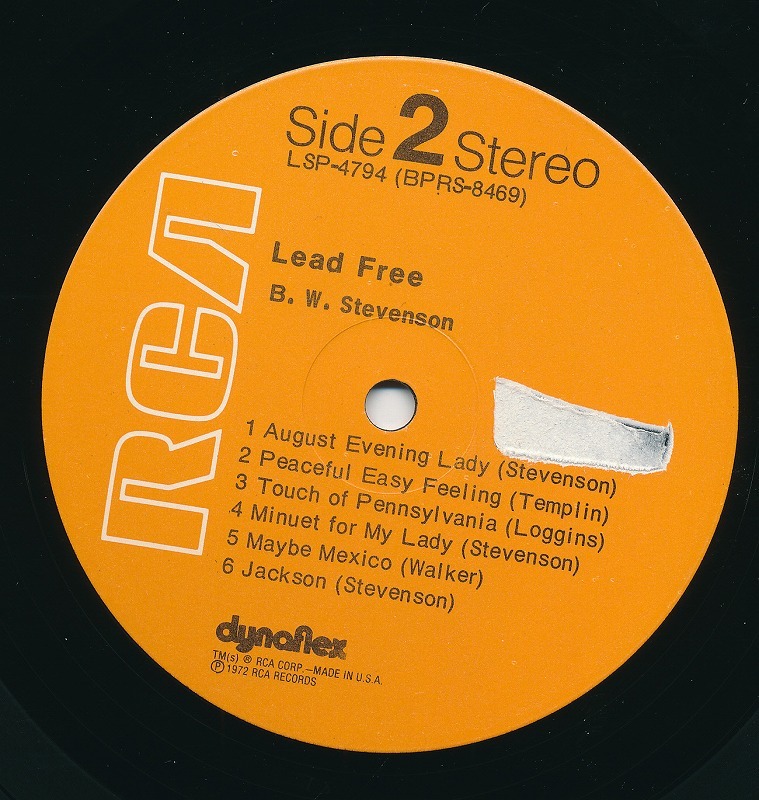 Side 2 Stereo
LSP-4794 (BPRS-8469)
RCA
Lead Free
B. W. Stevenson
1 August Evening Lady (Stevenson)
2 Peaceful Easy Feeling (Templin)
3 Touch of Pennsylvania (Loggins)
4 Minuet for My Lady (Stevenson)
5 Maybe Mexico (Walker)
6 Jackson (Stevenson)
dynaflex
TM(s) ® RCA CORP.—MADE IN U.S.A.
℗ 1972 RCA RECORDS